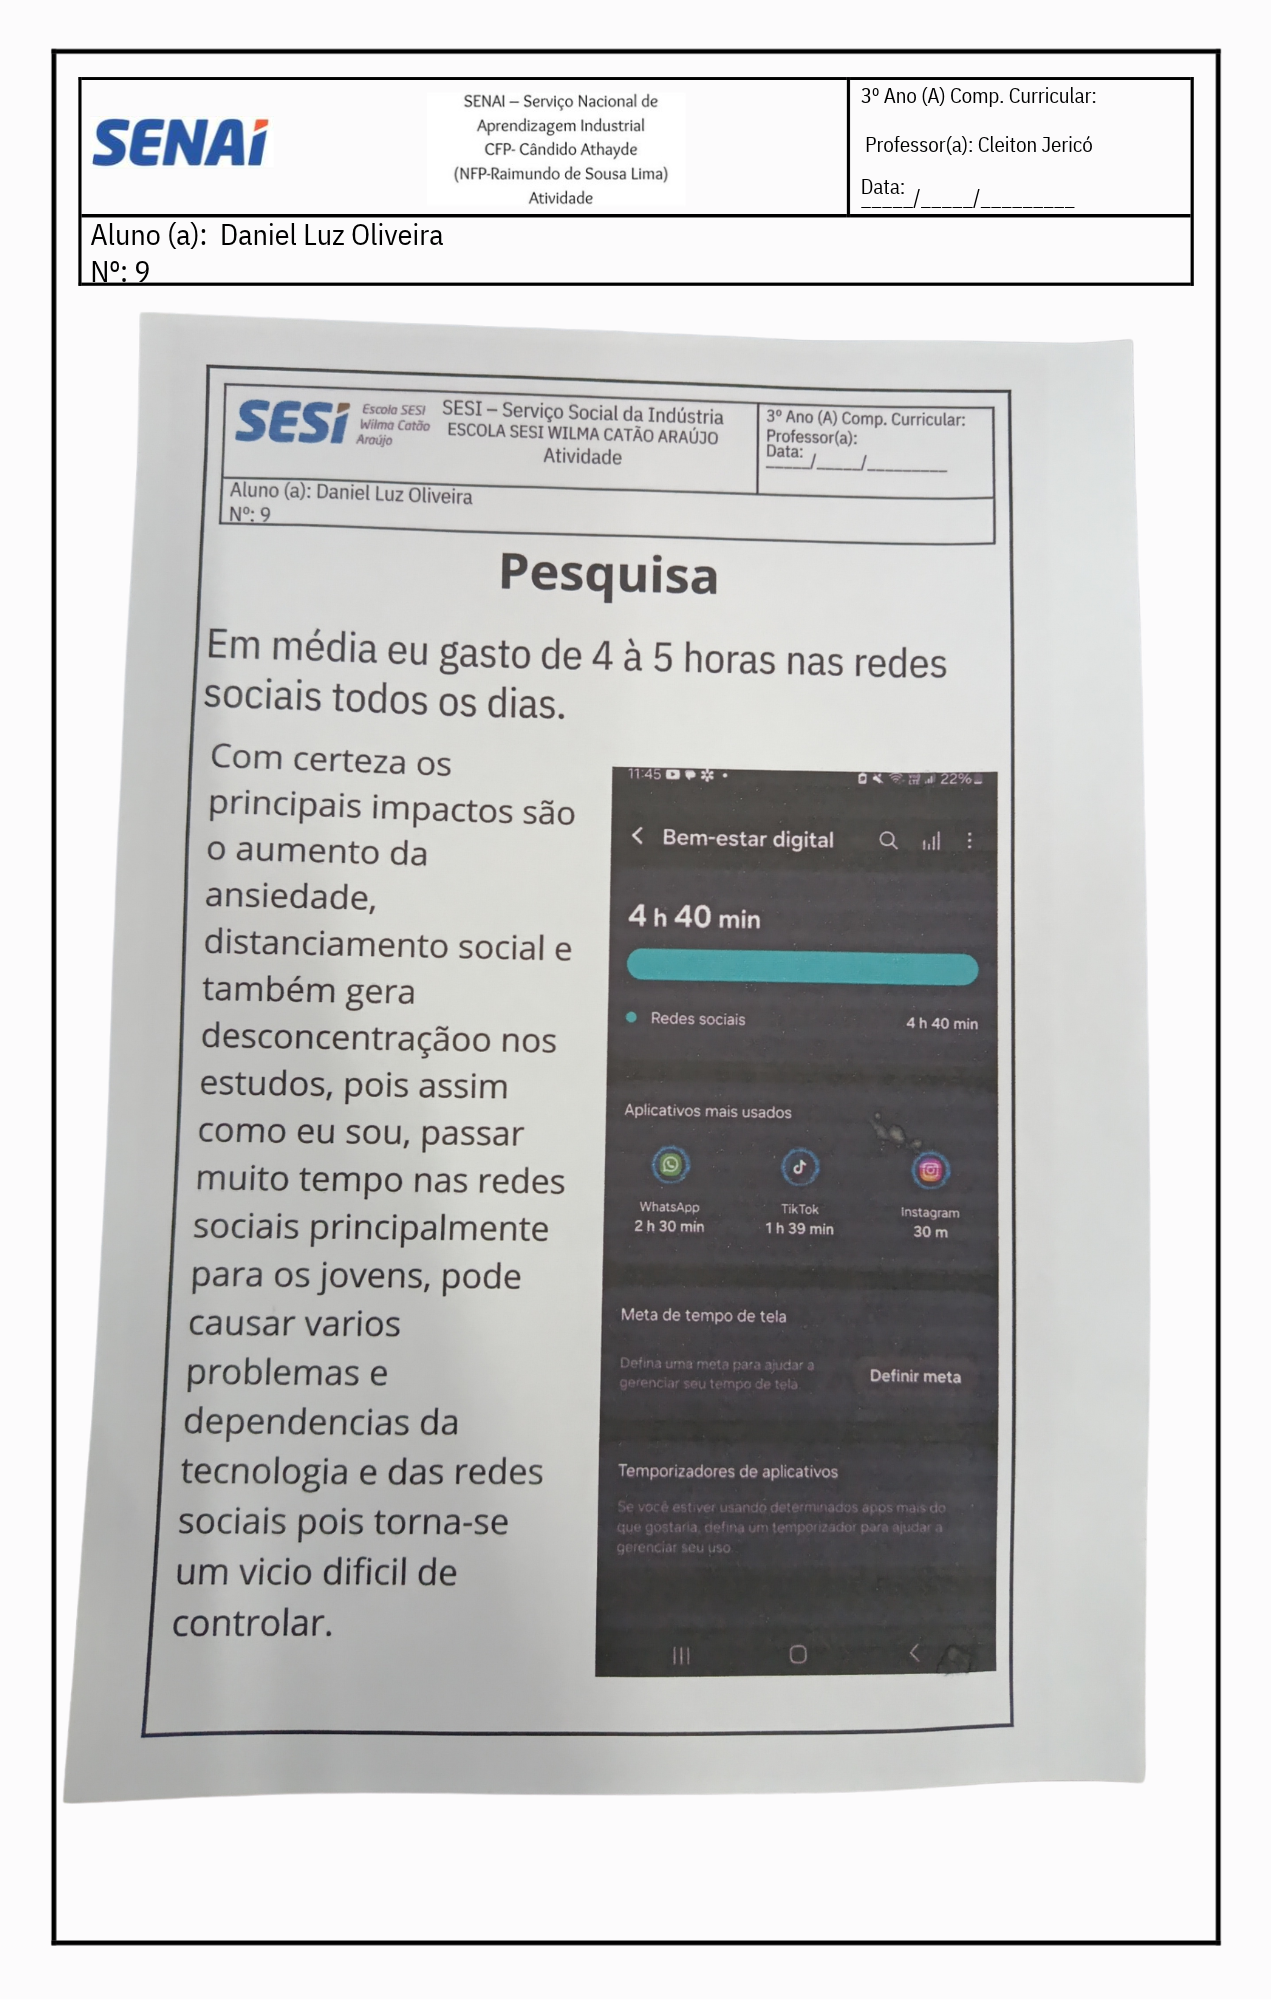 SENAI
SENAI – Serviço Nacional de
Aprendizagem Industrial
CFP- Cândido Athayde
(NFP-Raimundo de Sousa Lima)
Atividade
3º Ano (A) Comp. Curricular:
Professor(a): Cleiton Jericó
Data: _____/_____/_________
Aluno (a): Daniel Luz Oliveira
Nº: 9
SESI
Escola SESI
Wilma Catão
Araújo
SESI – Serviço Social da Indústria
ESCOLA SESI WILMA CATÃO ARAÚJO
Atividade
3º Ano (A) Comp. Curricular:
Professor(a):
Data: _____/_____/_________
Aluno (a): Daniel Luz Oliveira
Nº: 9
Pesquisa
Em média eu gasto de 4 à 5 horas nas redes
sociais todos os dias.
Com certeza os
principais impactos são
o aumento da
ansiedade,
distanciamento social e
também gera
desconcentraçãoo nos
estudos, pois assim
como eu sou, passar
muito tempo nas redes
sociais principalmente
para os jovens, pode
causar varios
problemas e
dependencias da
tecnologia e das redes
sociais pois torna-se
um vicio dificil de
controlar.
11:45
22%
Bem-estar digital
4 h 40 min
Redes sociais 4 h 40 min
Aplicativos mais usados
WhatsApp TikTok Instagram
2 h 30 min 1 h 39 min 30 m
Meta de tempo de tela
Defina uma meta para ajudar a
gerenciar seu tempo de tela
Definir meta
Temporizadores de aplicativos
Se você estiver usando determinados apps mais do
que gostaria, defina um temporizador para ajudar a
gerenciar seu uso